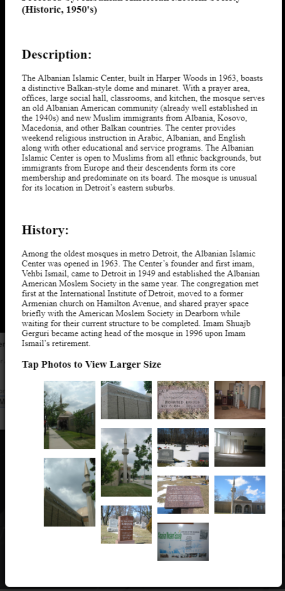 (Historic, 1950's)
Description:
The Albanian Islamic Center, built in Harper Woods in 1963, boasts
a distinctive Balkan-style dome and minaret. With a prayer area,
offices, large social hall, classrooms, and kitchen, the mosque serves
an old Albanian American community (already well established in
the 1940s) and new Muslim immigrants from Albania, Kosovo,
Macedonia, and other Balkan countries. The center provides
weekend religious instruction in Arabic, Albanian, and English
along with other educational and service programs. The Albanian
Islamic Center is open to Muslims from all ethnic backgrounds, but
immigrants from Europe and their descendents form its core
membership and predominate on its board. The mosque is unusual
for its location in Detroit's eastern suburbs.
History:
Among the oldest mosques in metro Detroit, the Albanian Islamic
Center was opened in 1963. The Center's founder and first imam,
Vehbi Ismail, came to Detroit in 1949 and established the Albanian
American Moslem Society in the same year. The congregation met
first at the International Institute of Detroit, moved to a former
Armenian church on Hamilton Avenue, and shared prayer space
briefly with the American Moslem Society in Dearborn while
waiting for their current structure to be completed. Imam Shuajb
Gerguri became acting head of the mosque in 1996 upon Imam
Ismail's retirement.
Tap Photos to View Larger Size